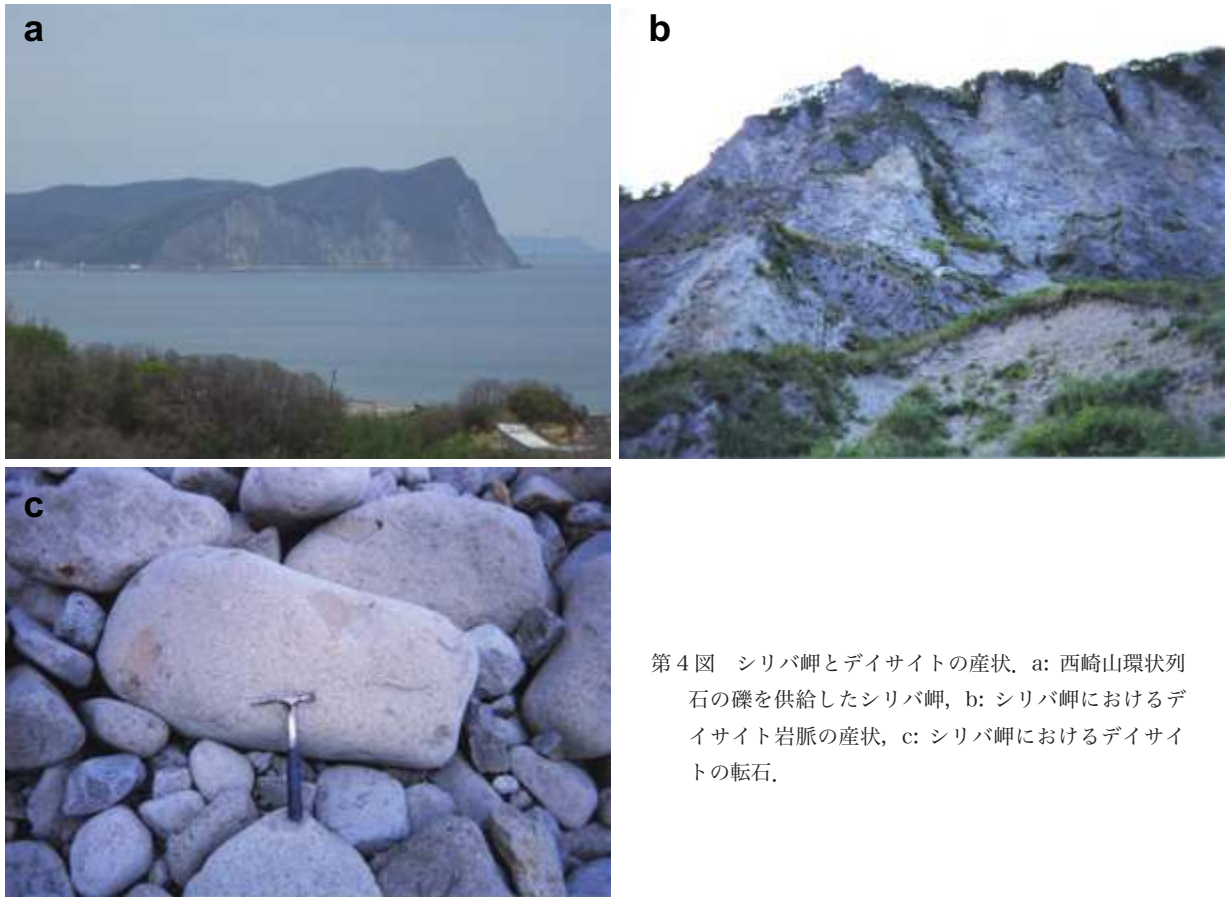 a
b
c
第4図　シリバ岬とデイサイトの産状. a: 西崎山環状列
石の礫を供給したシリバ岬，b: シリバ岬におけるデ
イサイト岩脈の産状，c: シリバ岬におけるデイサイ
トの転石.